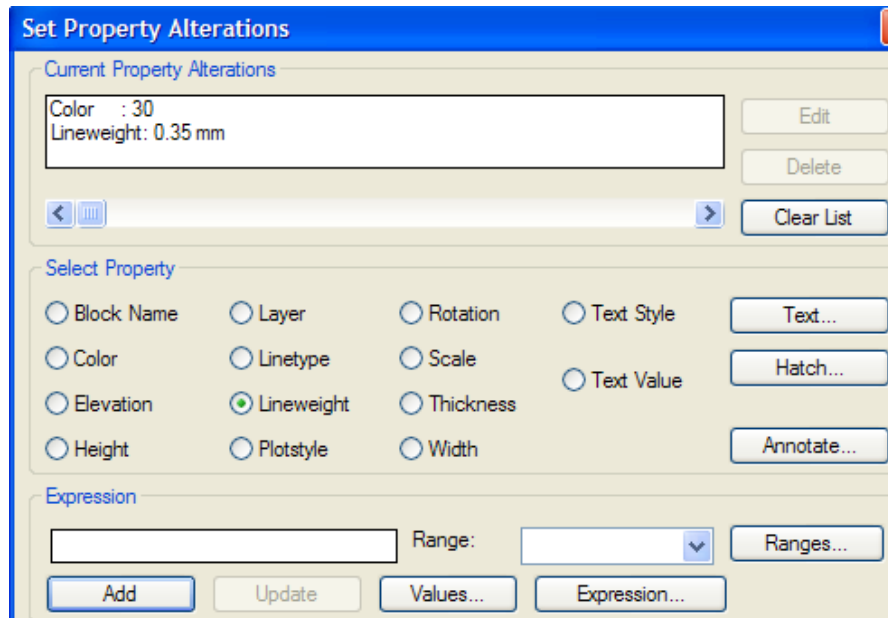 Set Property Alterations
Current Property Alterations
Color : 30
Lineweight: 0.35 mm
Edit
Delete
Clear List
Select Property
Block Name Layer Rotation Text Style Text...
Color Linetype Scale Hatch...
Text Value
Elevation Lineweight Thickness
Height Plotstyle Width Annotate...
Expression
Range: Ranges...
Add Update Values... Expression...